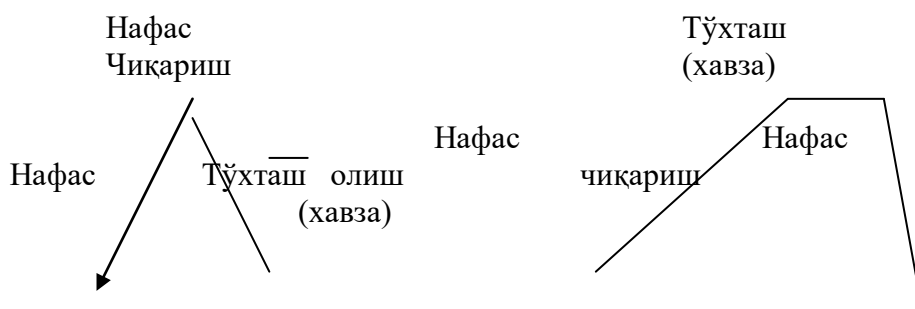 Нафас
Чиқариш
Тўхташ
(хавза)
Нафас Нафас
Нафас Тўхташ олиш чиқариш
(хавза)